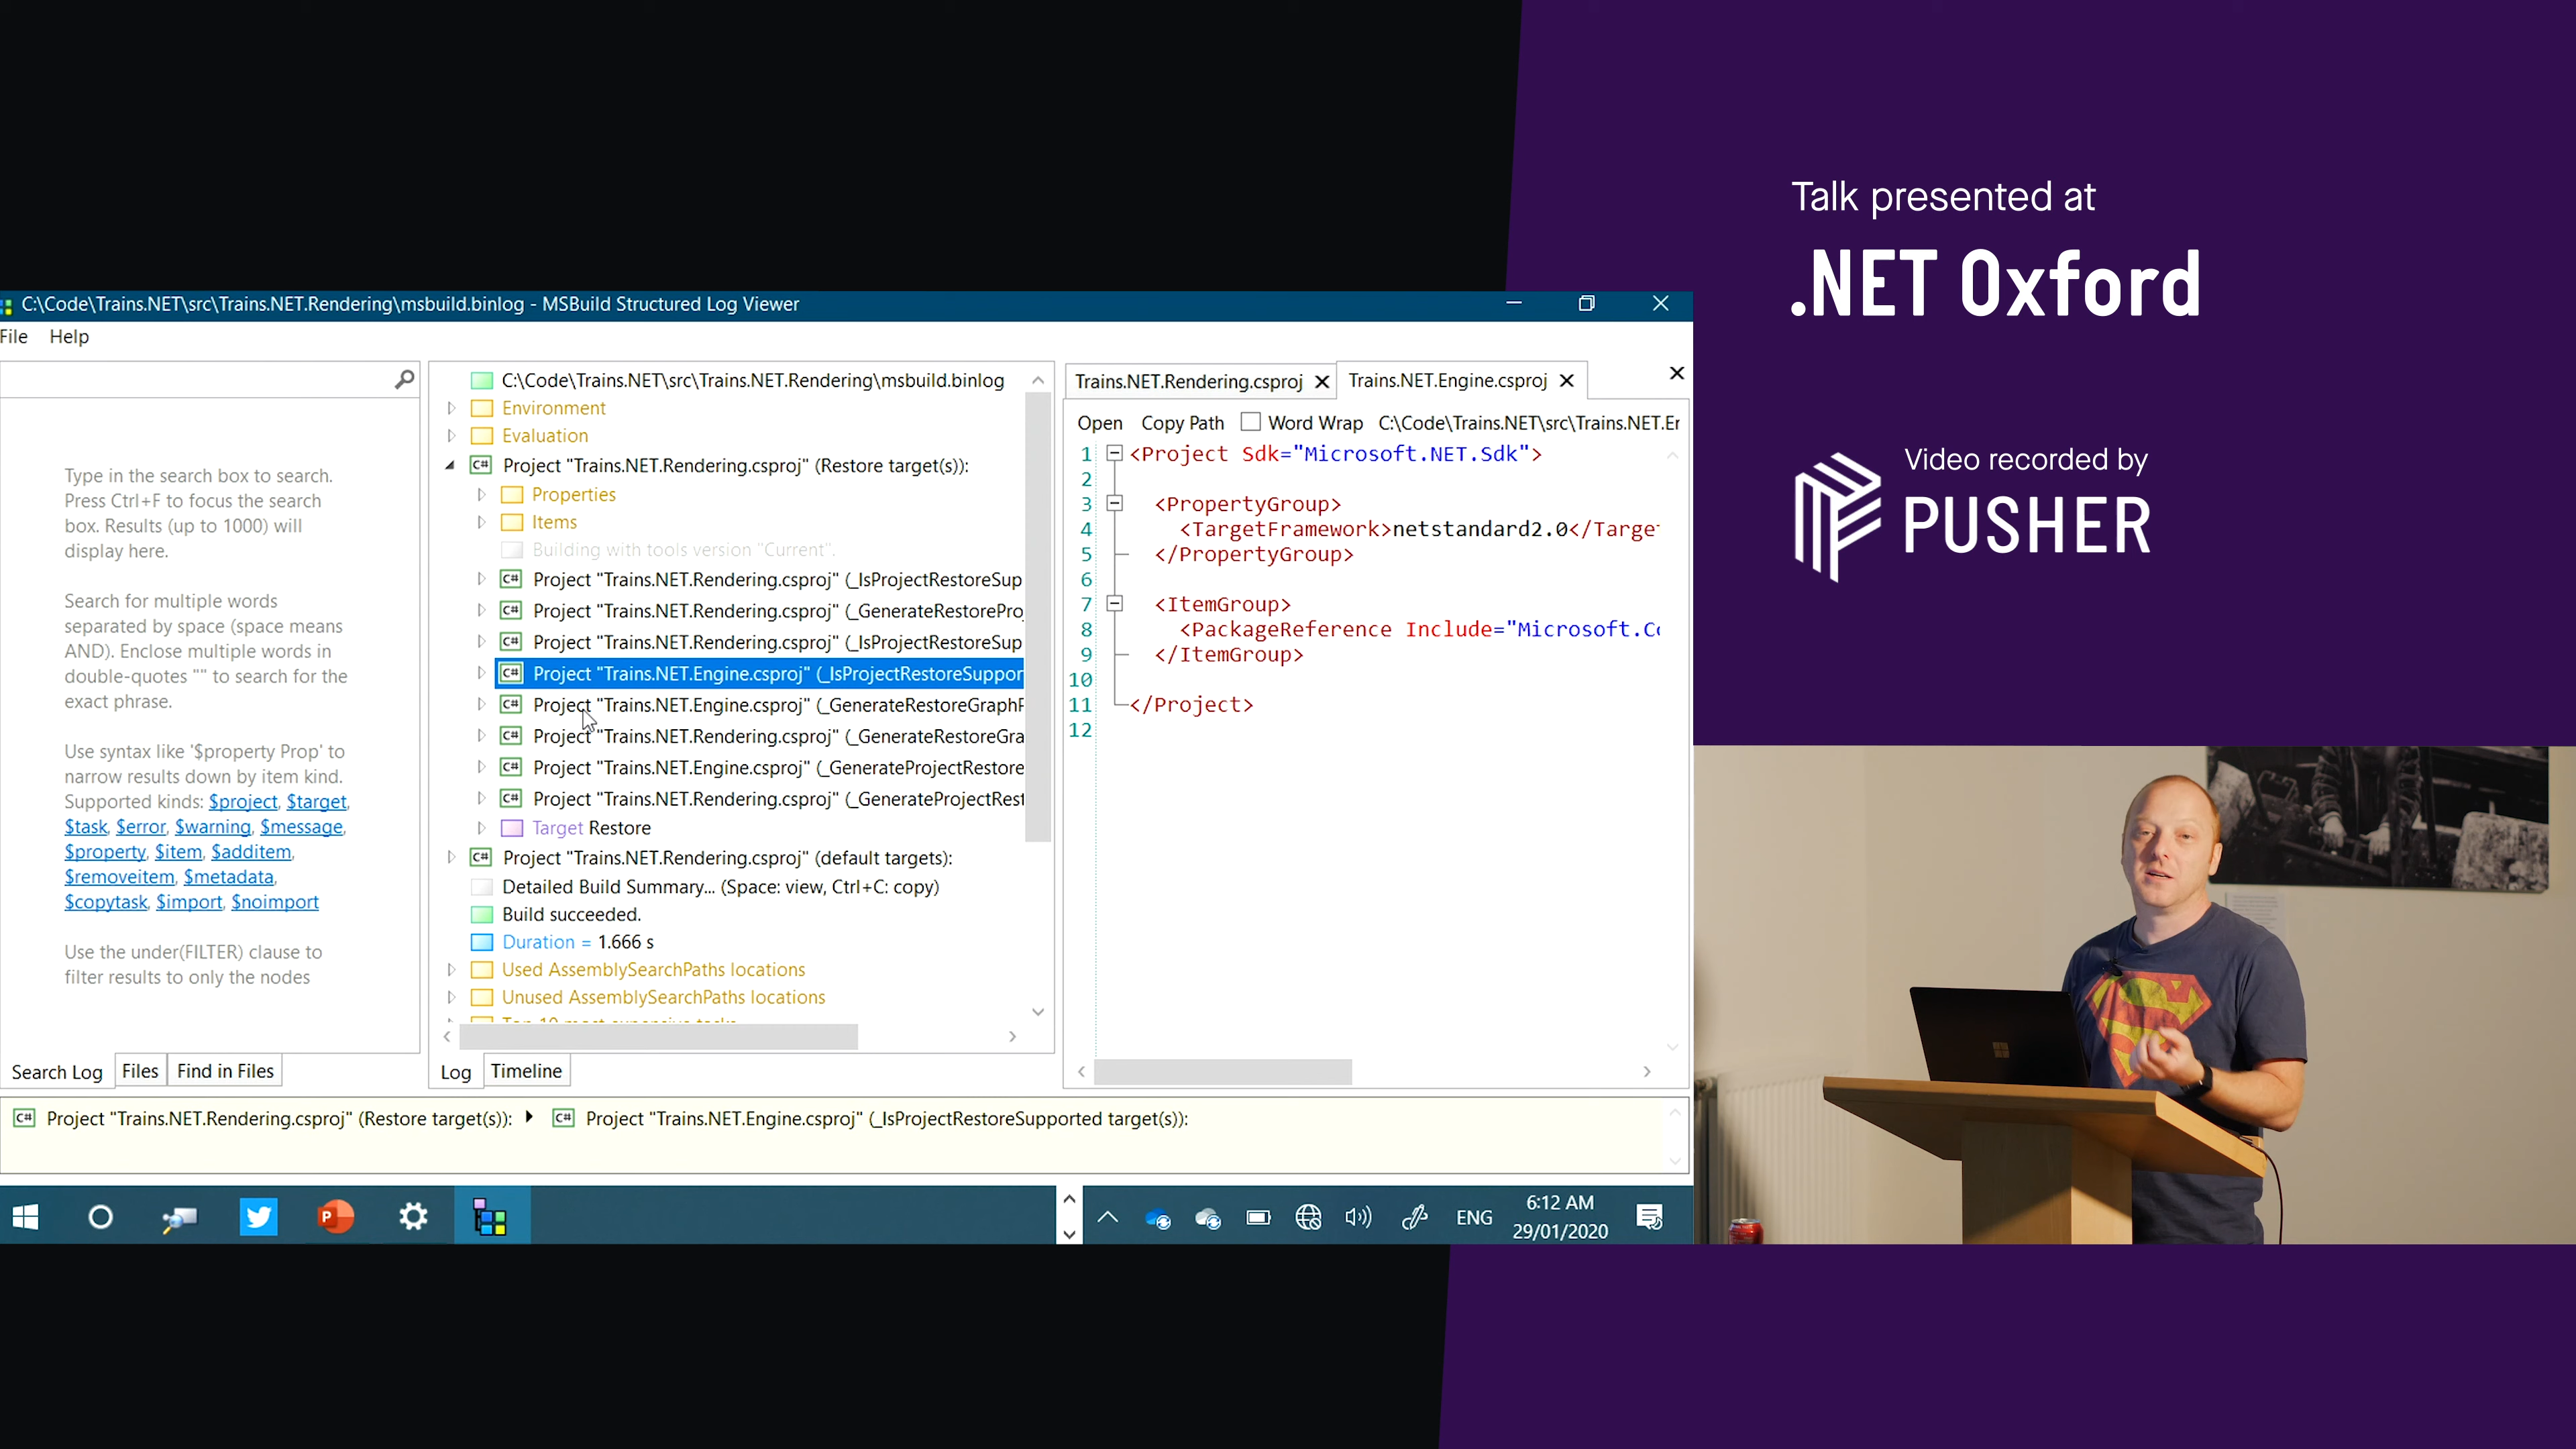 Talk presented at
.NET Oxford
Video recorded by
PUSHER
C:\Code\Trains.NET\src\Trains.NET.Rendering\msbuild.binlog - MSBuild Structured Log Viewer
File Help
Type in the search box to search.
Press Ctrl+F to focus the search
box. Results (up to 1000) will
display here.
Search for multiple words
separated by space (space means
AND). Enclose multiple words in
double-quotes "" to search for the
exact phrase.
Use syntax like '$property Prop' to
narrow results down by item kind.
Supported kinds: $project, $target,
$task, $error, $warning, $message,
$property, $item, $additem,
$removeitem, $metadata,
$copytask, $import, $noimport
Use the under(FILTER) clause to
filter results to only the nodes
Search Log Files Find in Files
C:\Code\Trains.NET\src\Trains.NET.Rendering\msbuild.binlog
Environment
Evaluation
C# Project "Trains.NET.Rendering.csproj" (Restore target(s)):
Properties
Items
Building with tools version "Current".
C# Project "Trains.NET.Rendering.csproj" (_IsProjectRestoreSup
C# Project "Trains.NET.Rendering.csproj" (_GenerateRestorePro
C# Project "Trains.NET.Rendering.csproj" (_IsProjectRestoreSup
C# Project "Trains.NET.Engine.csproj" (_IsProjectRestoreSuppor
C# Project "Trains.NET.Engine.csproj" (_GenerateRestoreGraphP
C# Project "Trains.NET.Rendering.csproj" (_GenerateRestoreGra
C# Project "Trains.NET.Engine.csproj" (_GenerateProjectRestore
C# Project "Trains.NET.Rendering.csproj" (_GenerateProjectRest
Target Restore
C# Project "Trains.NET.Rendering.csproj" (default targets):
Detailed Build Summary... (Space: view, Ctrl+C: copy)
Build succeeded.
Duration = 1.666 s
Used AssemblySearchPaths locations
Unused AssemblySearchPaths locations
Top 10 most expensive tasks
Log Timeline
Trains.NET.Rendering.csproj Trains.NET.Engine.csproj
Open Copy Path Word Wrap C:\Code\Trains.NET\src\Trains.NET.Er
1 <Project Sdk="Microsoft.NET.Sdk">
2
3 <PropertyGroup>
4 <TargetFramework>netstandard2.0</Targe
5 </PropertyGroup>
6
7 <ItemGroup>
8 <PackageReference Include="Microsoft.Co
9 </ItemGroup>
10
11 </Project>
12
C# Project "Trains.NET.Rendering.csproj" (Restore target(s)): C# Project "Trains.NET.Engine.csproj" (_IsProjectRestoreSupported target(s)):
P
ENG
6:12 AM
29/01/2020